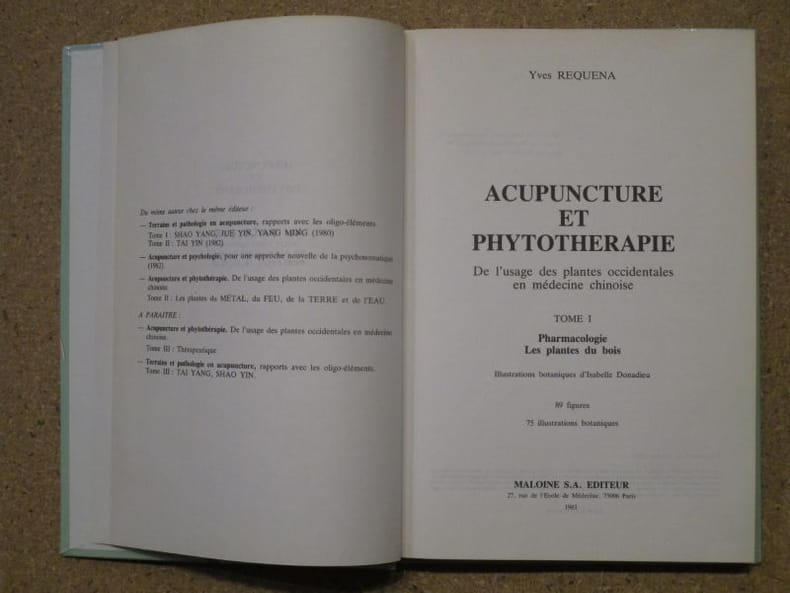 Du même auteur chez le même éditeur :
— Terrains et pathologie en acupuncture, rapports avec les oligo-éléments.
Tome I : SHAO YANG, JUE YIN, YANG MING (1980)
Tome II : TAI YIN (1982)
— Acupuncture et psychologie, pour une approche nouvelle de la psychosomatique
(1982).
— Acupuncture et phytothérapie. De l'usage des plantes occidentales en médecine
chinoise.
Tome II : Les plantes du MÉTAL, du FEU, de la TERRE et de l'EAU.
A PARAITRE :
— Acupuncture et phytothérapie. De l'usage des plantes occidentales en médecine
chinoise.
Tome III : Thérapeutique.
— Terrains et pathologie en acupuncture, rapports avec les oligo-éléments.
Tome III : TAI YANG, SHAO YIN.
Yves REQUENA
ACUPUNCTURE
ET
PHYTOTHERAPIE
De l'usage des plantes occidentales
en médecine chinoise
TOME I
Pharmacologie
Les plantes du bois
Illustrations botaniques d'Isabelle Donadieu
89 figures
75 illustrations botaniques
MALOINE S.A. EDITEUR
27, rue de l'Ecole de Médecine, 75006 Paris